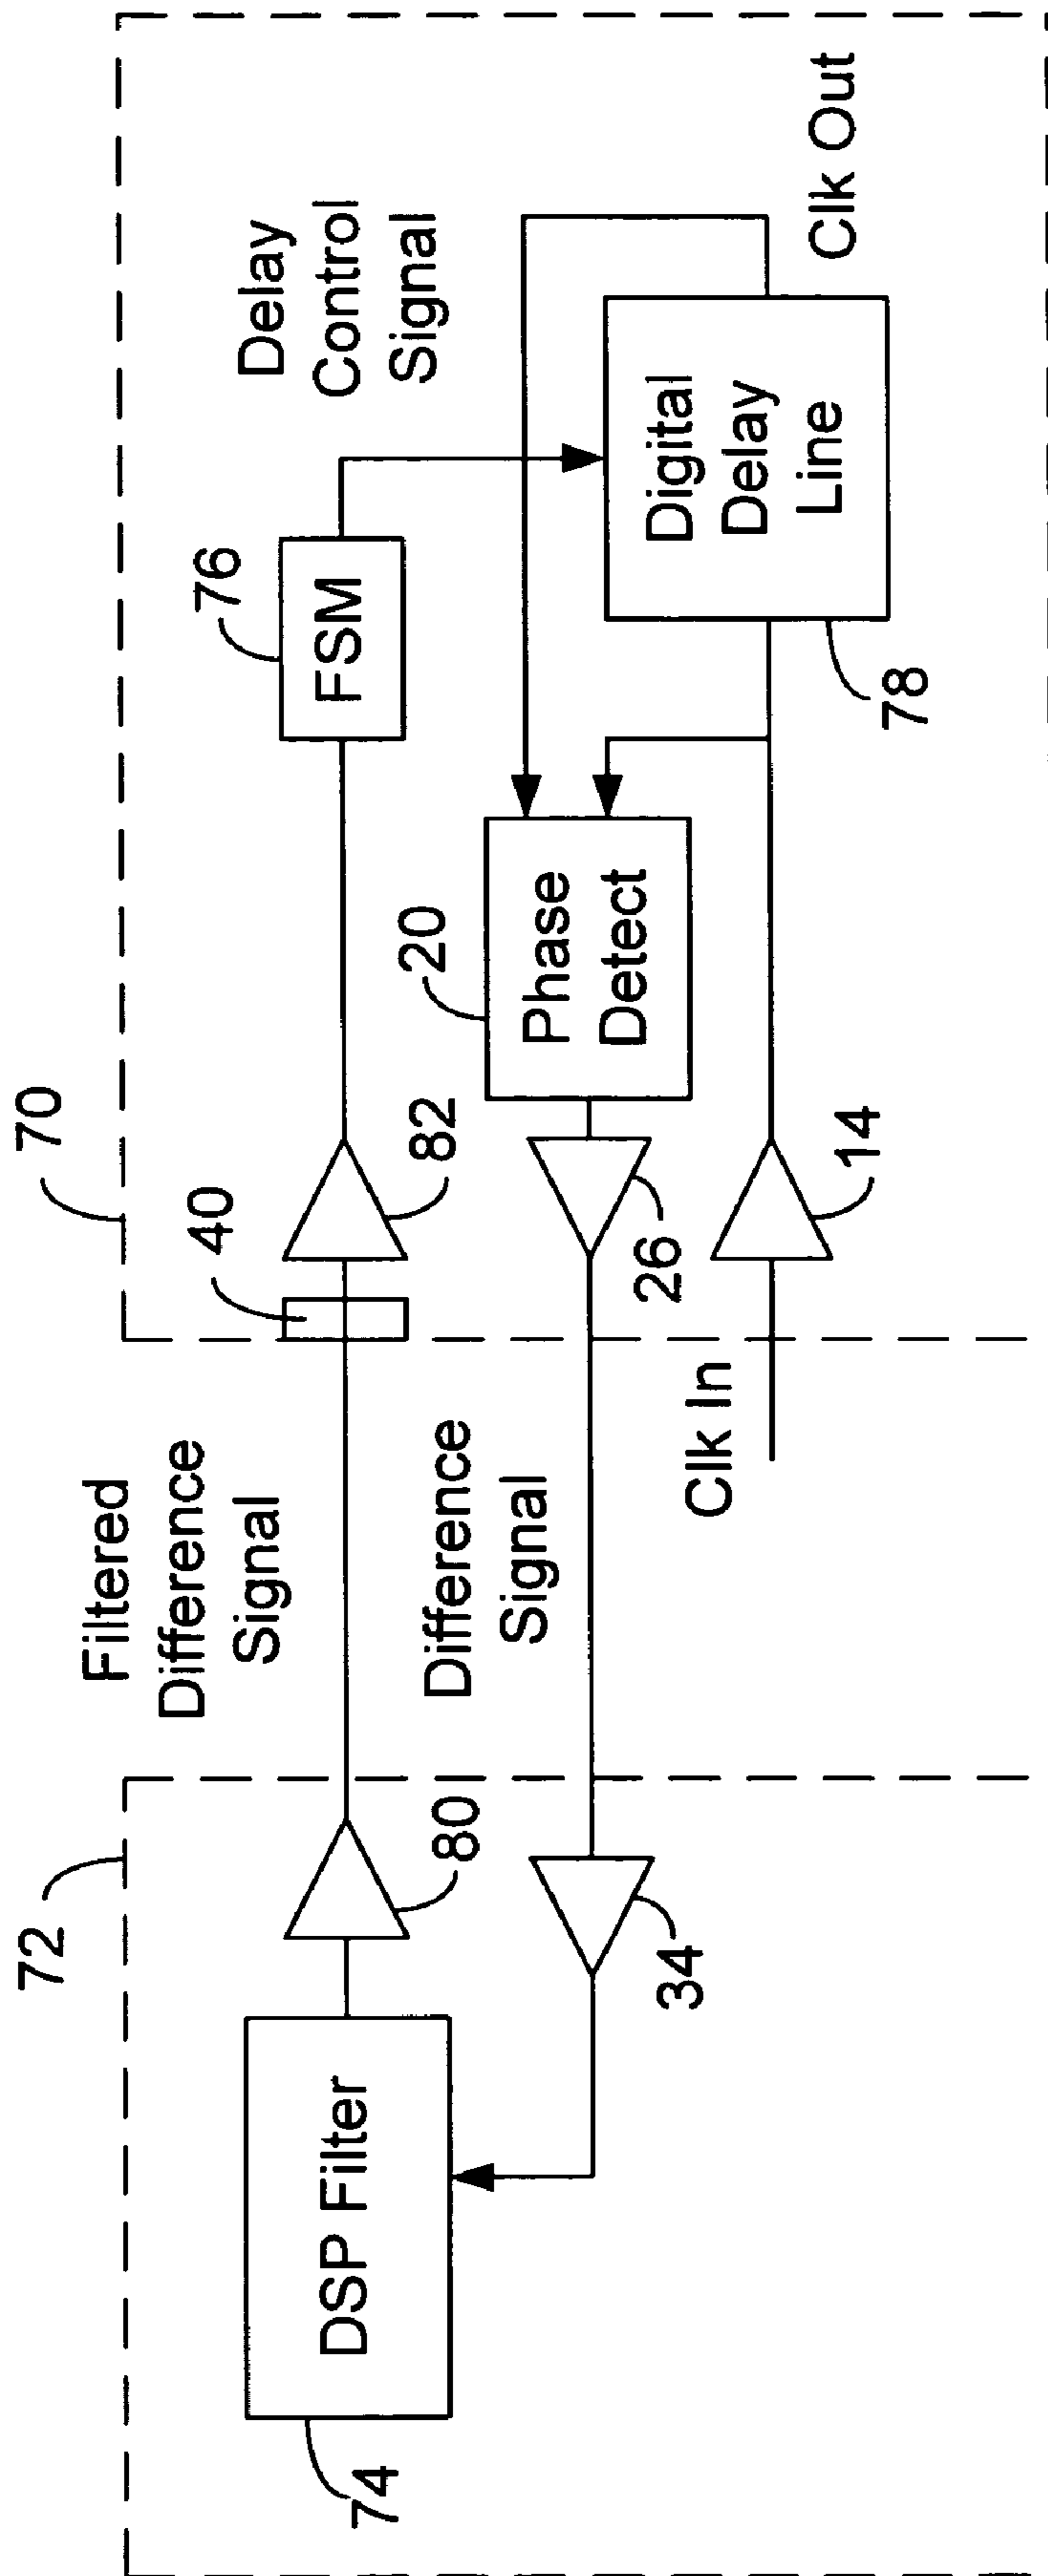 72
74
DSP Filter
80
34
Filtered
Difference
Signal
Difference
Signal
Clk In
70
40
82
26
14
20
Phase
Detect
76
FSM
78
Delay
Control
Signal
Digital
Delay
Line
Clk Out